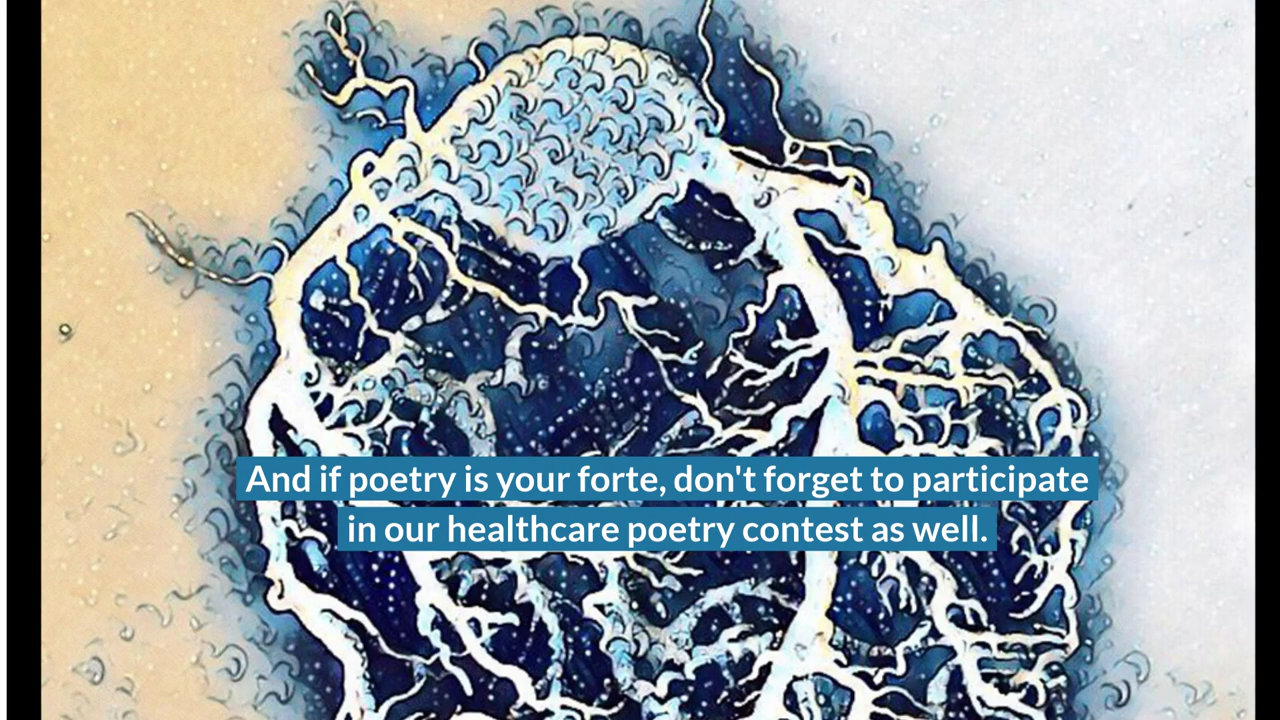 And if poetry is your forte, don't forget to participate
in our healthcare poetry contest as well.